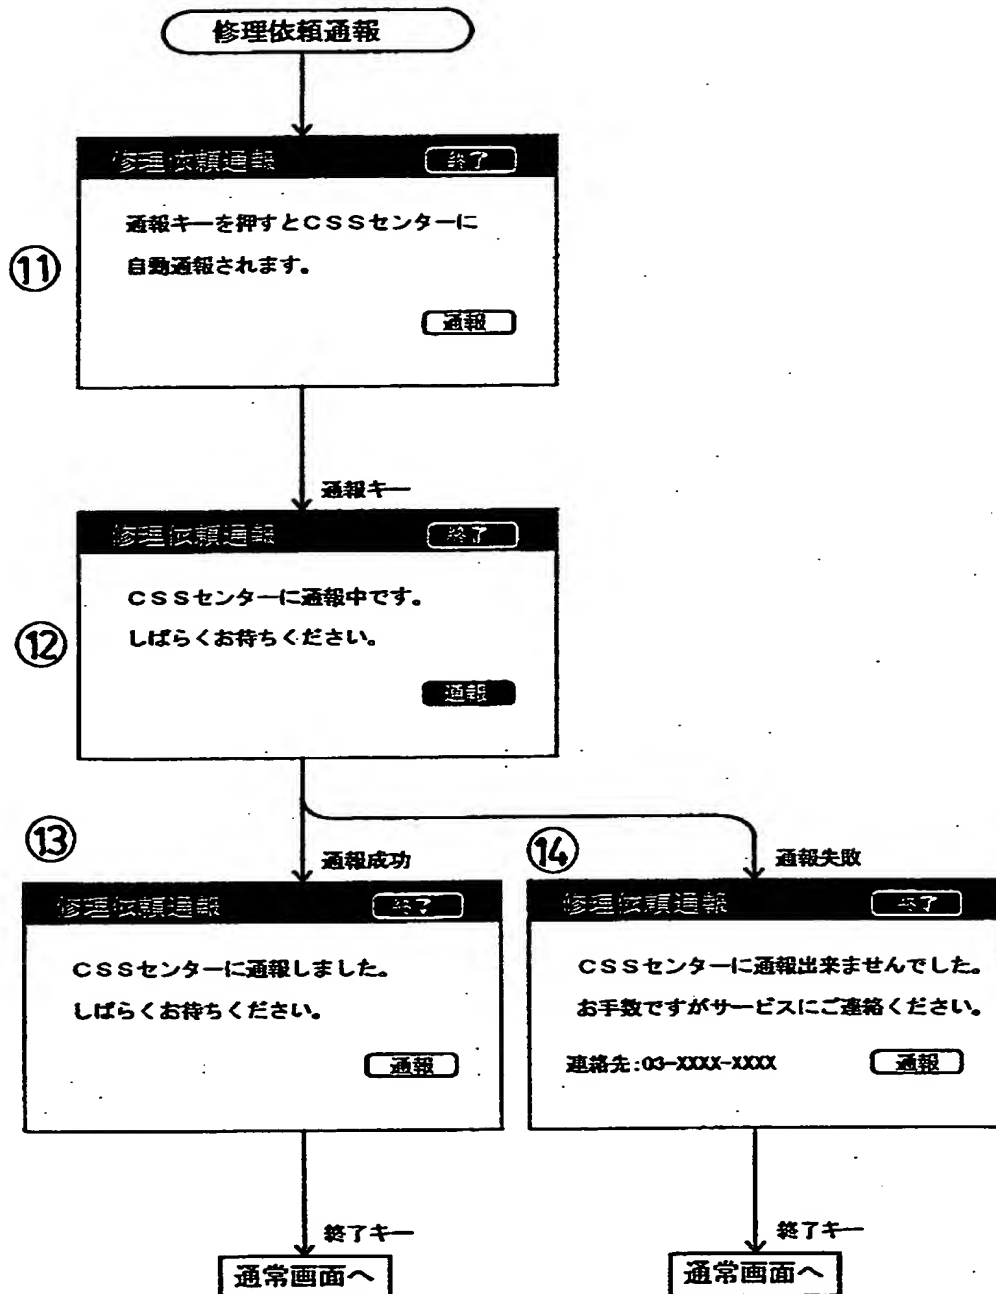 修理依頼通報
修理依頼通報 終了
通報キーを押すとCSSセンターに
⑪
自動通報されます。
通報
通報キー
修理依頼通報 終了
CSSセンターに通報中です。
⑫
しばらくお待ちください。
通報
⑬
通報成功
修理依頼通報 終了
CSSセンターに通報しました。
しばらくお待ちください。
通報
終了キー
通常画面へ
⑭
通報失敗
修理依頼通報 終了
CSSセンターに通報出来ませんでした。
お手数ですがサービスにご連絡ください。
連絡先:03-XXXX-XXXX 通報
終了キー
通常画面へ